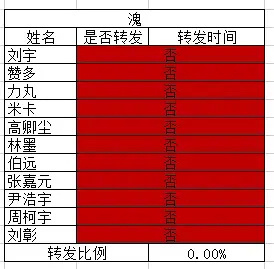 溾
姓名 是否转发 转发时间
刘宇 否
赞多 否
力丸 否
米卡 否
高卿尘 否
林墨 否
伯远 否
张嘉元 否
尹浩宇 否
周柯宇 否
刘彰 否
转发比例 0.00%